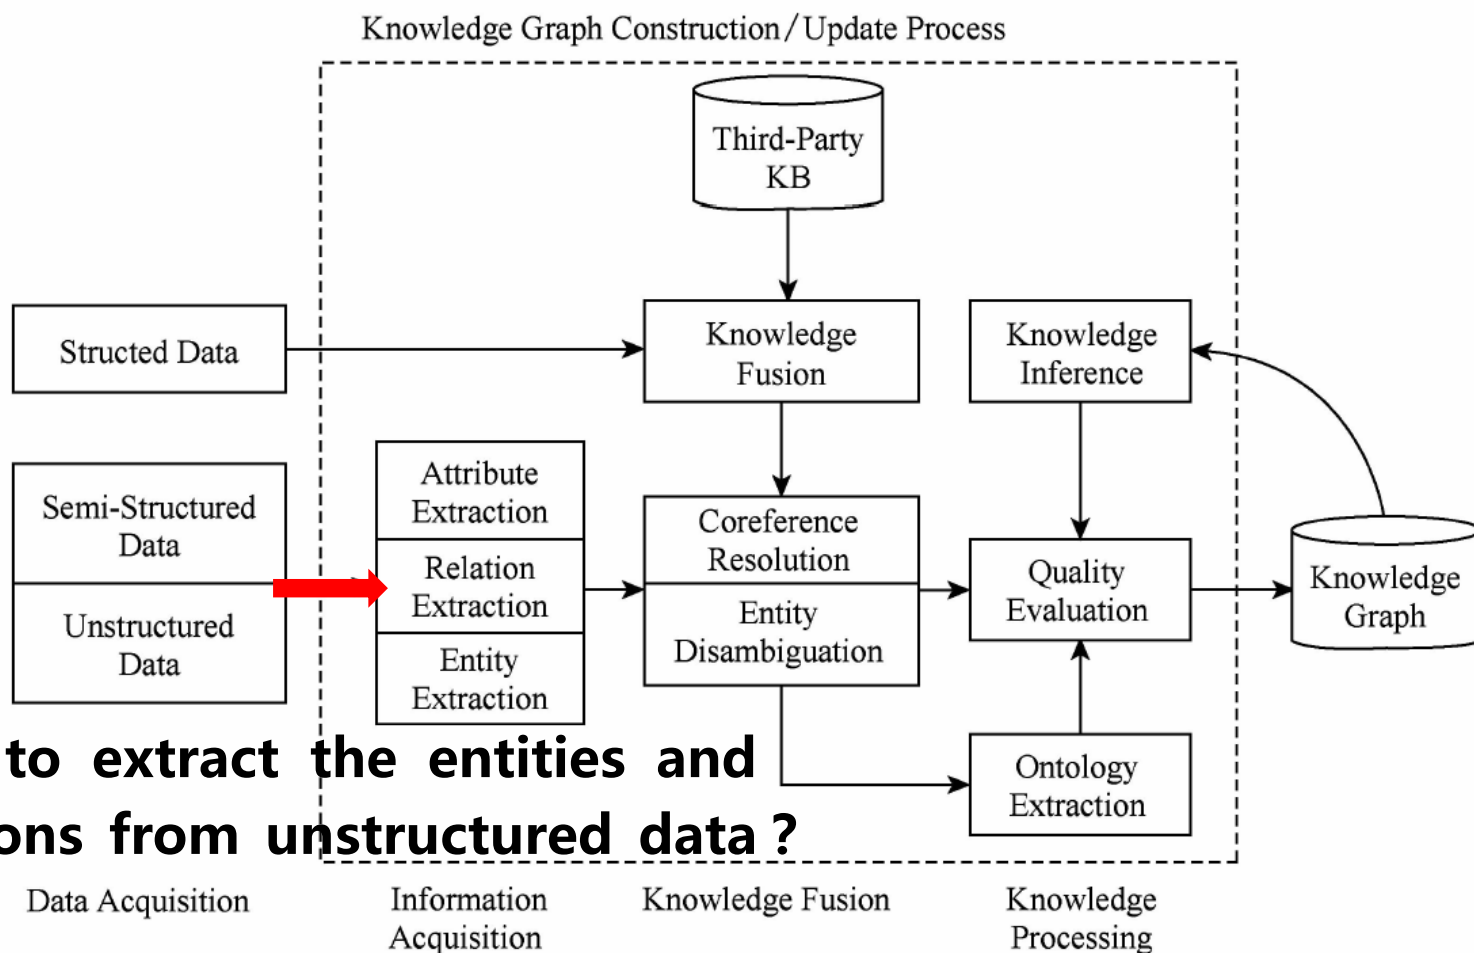 Knowledge Graph Construction/Update Process
Third-Party
KB
Structed Data
Knowledge
Fusion
Knowledge
Inference
Semi-Structured
Data
Unstructured
Data
Attribute
Extraction
Relation
Extraction
Entity
Extraction
Coreference
Resolution
Entity
Disambiguation
Quality
Evaluation
Knowledge
Graph
Ontology
Extraction
to extract the entities and
ons from unstructured data?
Data Acquisition
Information
Acquisition
Knowledge Fusion
Knowledge
Processing